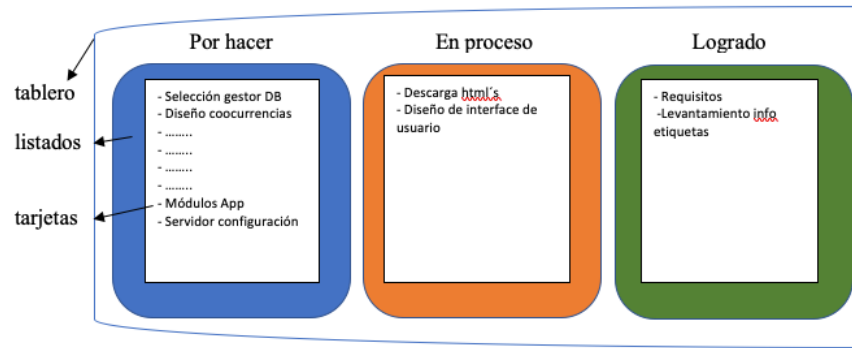 Por hacer
En proceso
Logrado
tablero
listados
tarjetas
- Selección gestor DB
- Diseño coocurrencias
- ........
- ........
- ........
- ........
- Módulos App
- Servidor configuración
- Descarga html´s
- Diseño de interface de
usuario
- Requisitos
-Levantamiento info
etiquetas